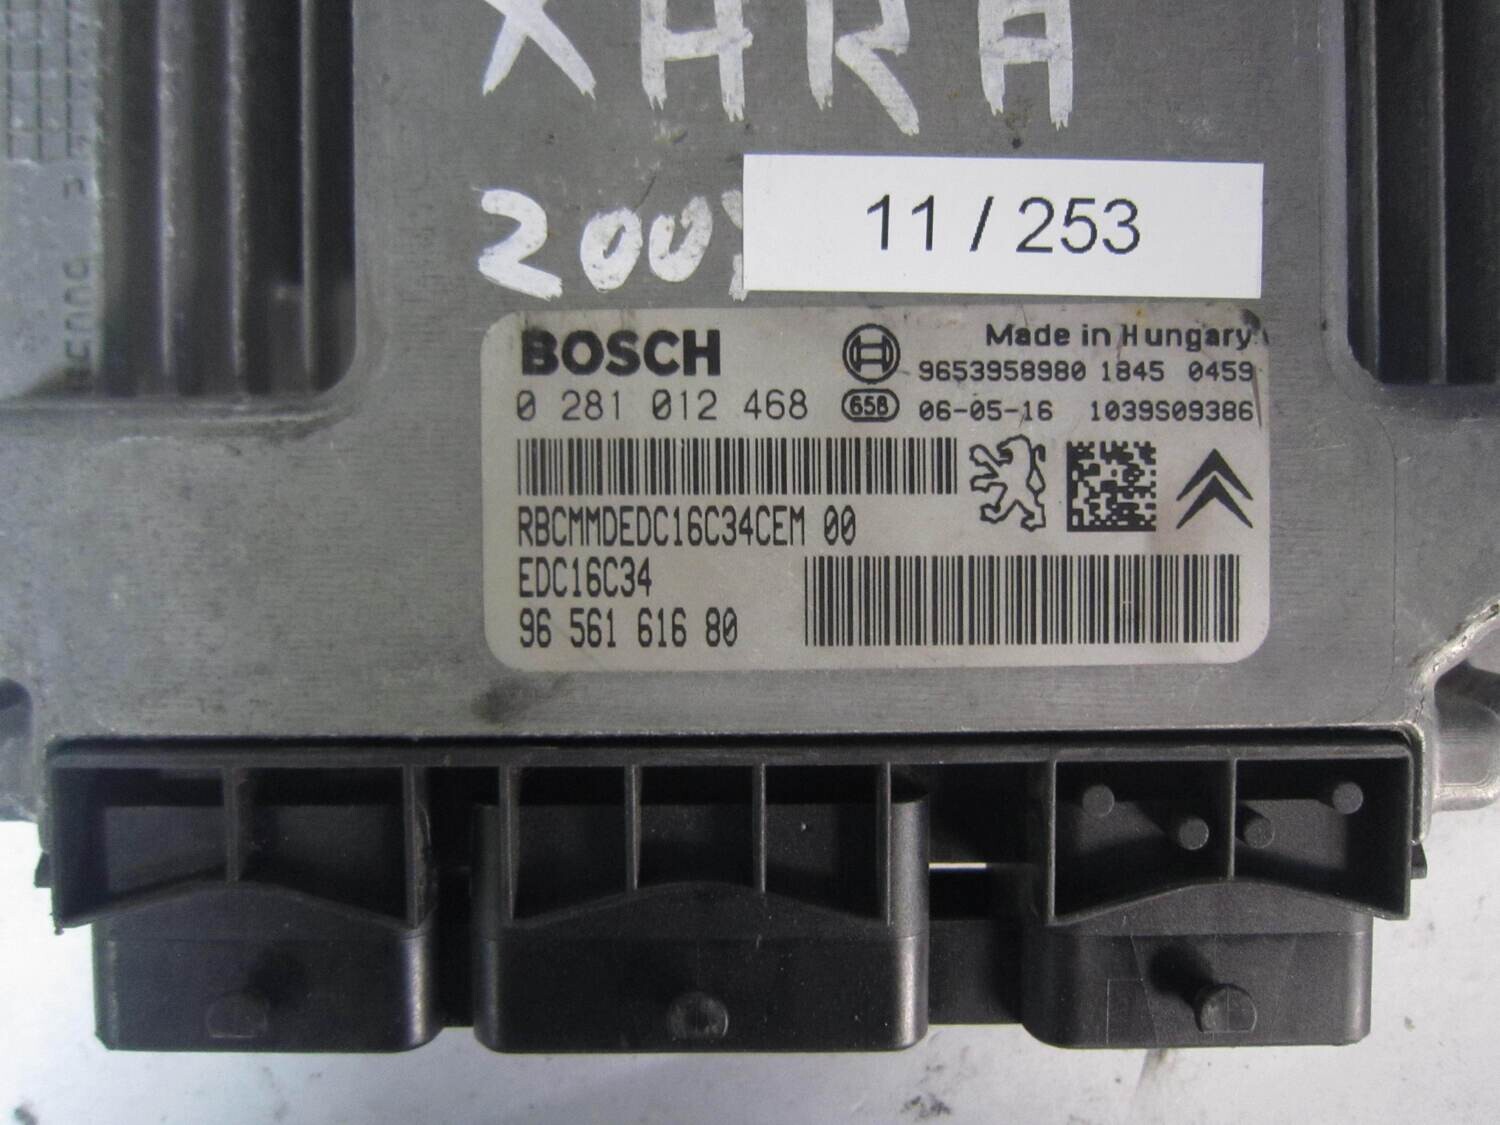 XARA
200
11 / 253
BOSCH
Made in Hungary
9653958980 1845 0459
0 281 012 468
658
06-05-16 1039S09386
RBCMMDEDC16C34CEM 00
EDC16C34
96 561 616 80